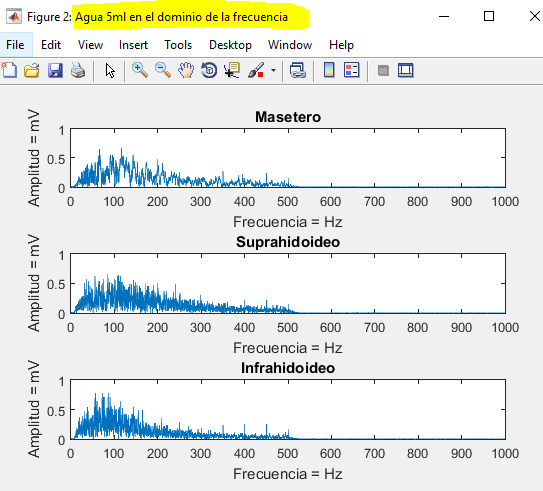 Figure 2: Agua 5ml en el dominio de la frecuencia
File Edit View Insert Tools Desktop Window Help
Masetero
Amplitud = mV
1
0.5
0
0 100 200 300 400 500 600 700 800 900 1000
Frecuencia = Hz
Suprahidoideo
Amplitud = mV
1
0.5
0
0 100 200 300 400 500 600 700 800 900 1000
Frecuencia = Hz
Infrahidoideo
Amplitud = mV
1
0.5
0
0 100 200 300 400 500 600 700 800 900 1000
Frecuencia = Hz